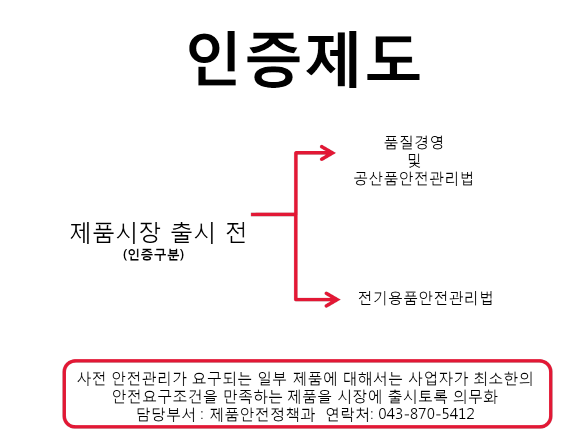 인증제도
품질경영
및
공산품안전관리법
제품시장 출시 전
(인증구분)
전기용품안전관리법
사전 안전관리가 요구되는 일부 제품에 대해서는 사업자가 최소한의
안전요구조건을 만족하는 제품을 시장에 출시토록 의무화
담당부서 : 제품안전정책과 연락처: 043-870-5412